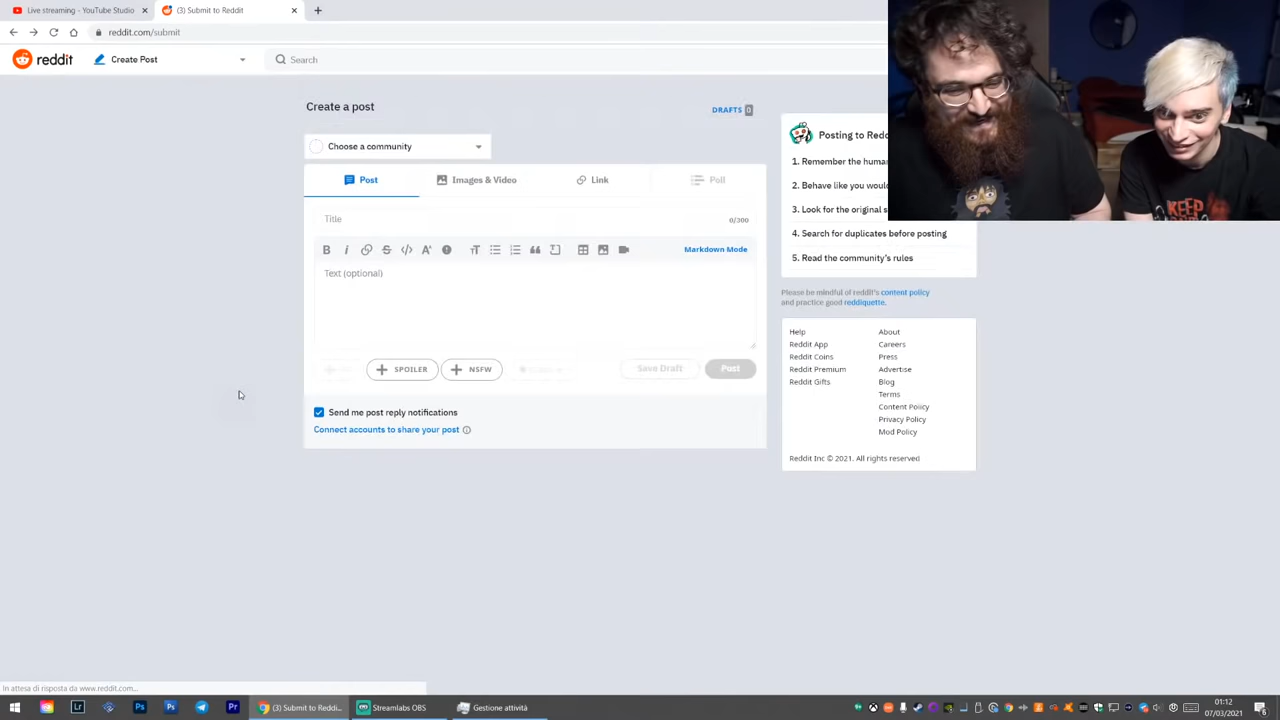 Live streaming - YouTube Studio
(3) Submit to Reddit
reddit.com/submit
reddit
Create Post
Search
Create a post
DRAFTS 0
Choose a community
Post
Images & Video
Link
Poll
Title
0/300
Markdown Mode
Text (optional)
SPOILER
NSFW
Save Draft
Post
Send me post reply notifications
Connect accounts to share your post
Posting to Redd
1. Remember the huma
2. Behave like you would
3. Look for the original s
4. Search for duplicates before posting
5. Read the community's rules
Please be mindful of reddit's content policy
and practice good reddiquette.
Help
Reddit App
Reddit Coins
Reddit Premium
Reddit Gifts
About
Careers
Press
Advertise
Blog
Terms
Content Policy
Privacy Policy
Mod Policy
Reddit Inc © 2021. All rights reserved
KEEP
In attesa di risposta da www.reddit.com...
(3) Submit to Reddi...
Streamlabs OBS
Gestione attività
01:12
07/03/2021